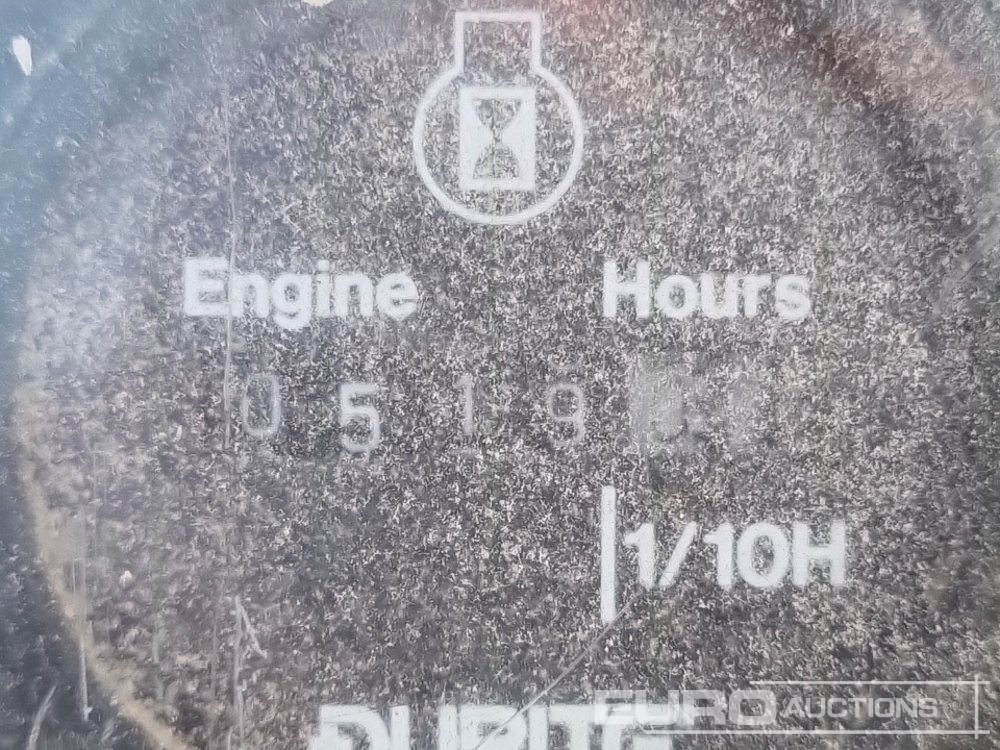 Engine Hours
0 5 1 9
1/10H
EURO AUCTIONS